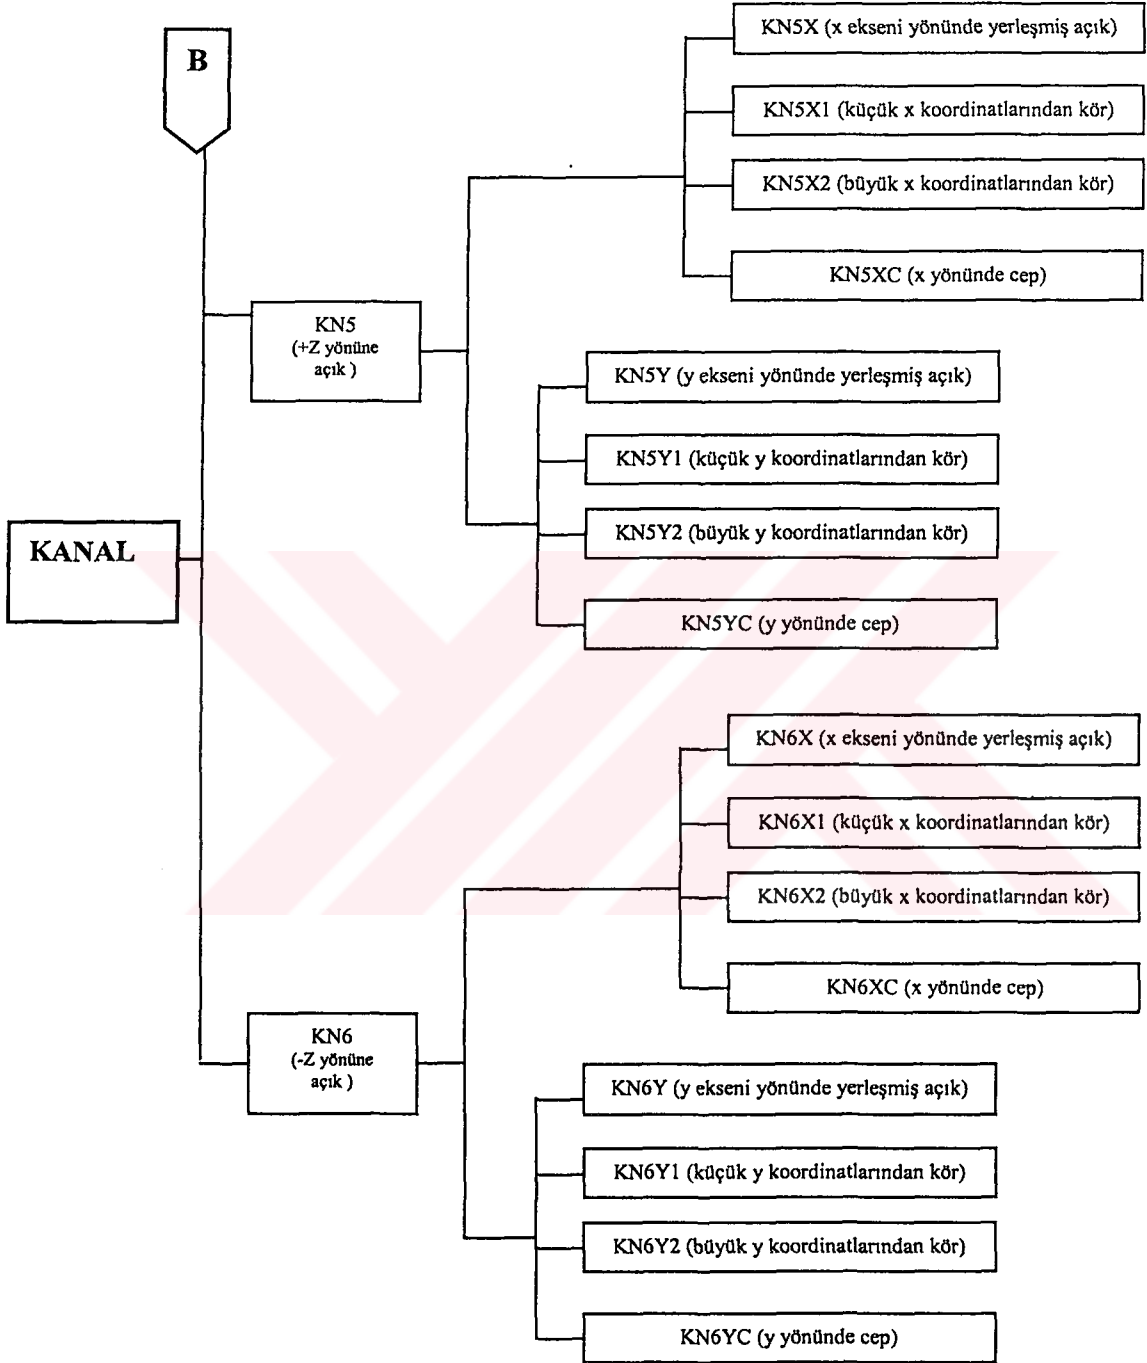 B
KN5X (x ekseni yönünde yerleşmiş açık)
KN5X1 (küçük x koordinatlarından kör)
KN5X2 (büyük x koordinatlarından kör)
KN5XC (x yönünde cep)
KN5
(+Z yönüne
açık )
KN5Y (y ekseni yönünde yerleşmiş açık)
KN5Y1 (küçük y koordinatlarından kör)
KN5Y2 (büyük y koordinatlarından kör)
KN5YC (y yönünde cep)
KANAL
KN6X (x ekseni yönünde yerleşmiş açık)
KN6X1 (küçük x koordinatlarından kör)
KN6X2 (büyük x koordinatlarından kör)
KN6XC (x yönünde cep)
KN6
(-Z yönüne
açık )
KN6Y (y ekseni yönünde yerleşmiş açık)
KN6Y1 (küçük y koordinatlarından kör)
KN6Y2 (büyük y koordinatlarından kör)
KN6YC (y yönünde cep)